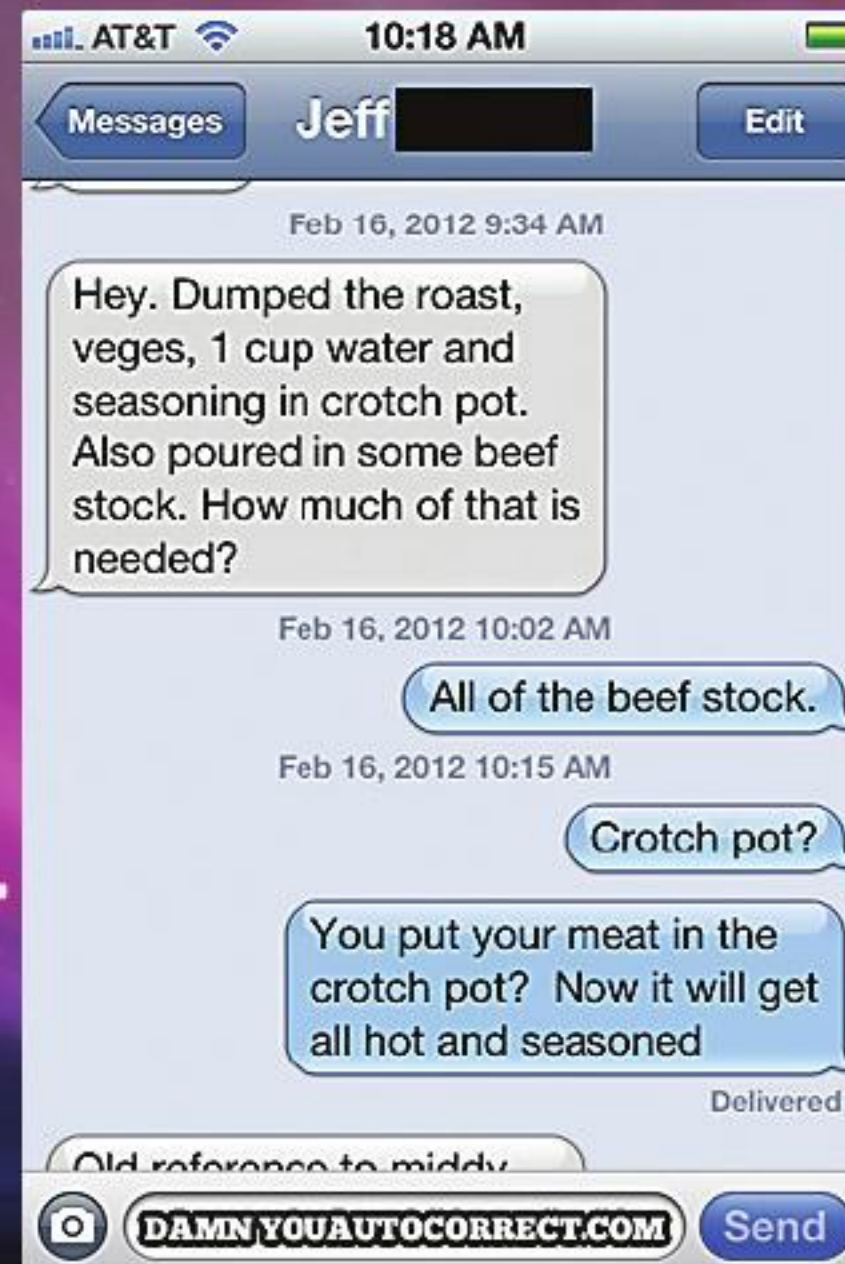 AT&T 10:18 AM
Messages Jeff Edit
Feb 16, 2012 9:34 AM
Hey. Dumped the roast,
veges, 1 cup water and
seasoning in crotch pot.
Also poured in some beef
stock. How much of that is
needed?
Feb 16, 2012 10:02 AM
All of the beef stock.
Feb 16, 2012 10:15 AM
Crotch pot?
You put your meat in the
crotch pot? Now it will get
all hot and seasoned
Delivered
Old reference to middy
DAMNYOUAUTOCORRECT.COM Send